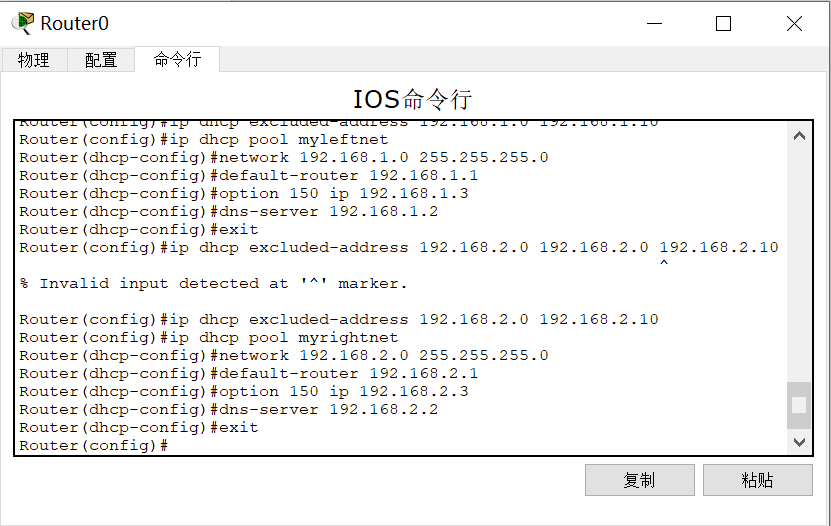 Router0
物理 配置 命令行
IOS命令行
Router(config)#ip dhcp excluded-address 192.168.1.0 192.168.1.10
Router(config)#ip dhcp pool myleftnet
Router(dhcp-config)#network 192.168.1.0 255.255.255.0
Router(dhcp-config)#default-router 192.168.1.1
Router(dhcp-config)#option 150 ip 192.168.1.3
Router(dhcp-config)#dns-server 192.168.1.2
Router(dhcp-config)#exit
Router(config)#ip dhcp excluded-address 192.168.2.0 192.168.2.0 192.168.2.10
^
% Invalid input detected at '^' marker.
Router(config)#ip dhcp excluded-address 192.168.2.0 192.168.2.10
Router(config)#ip dhcp pool myrightnet
Router(dhcp-config)#network 192.168.2.0 255.255.255.0
Router(dhcp-config)#default-router 192.168.2.1
Router(dhcp-config)#option 150 ip 192.168.2.3
Router(dhcp-config)#dns-server 192.168.2.2
Router(dhcp-config)#exit
Router(config)#
复制 粘贴